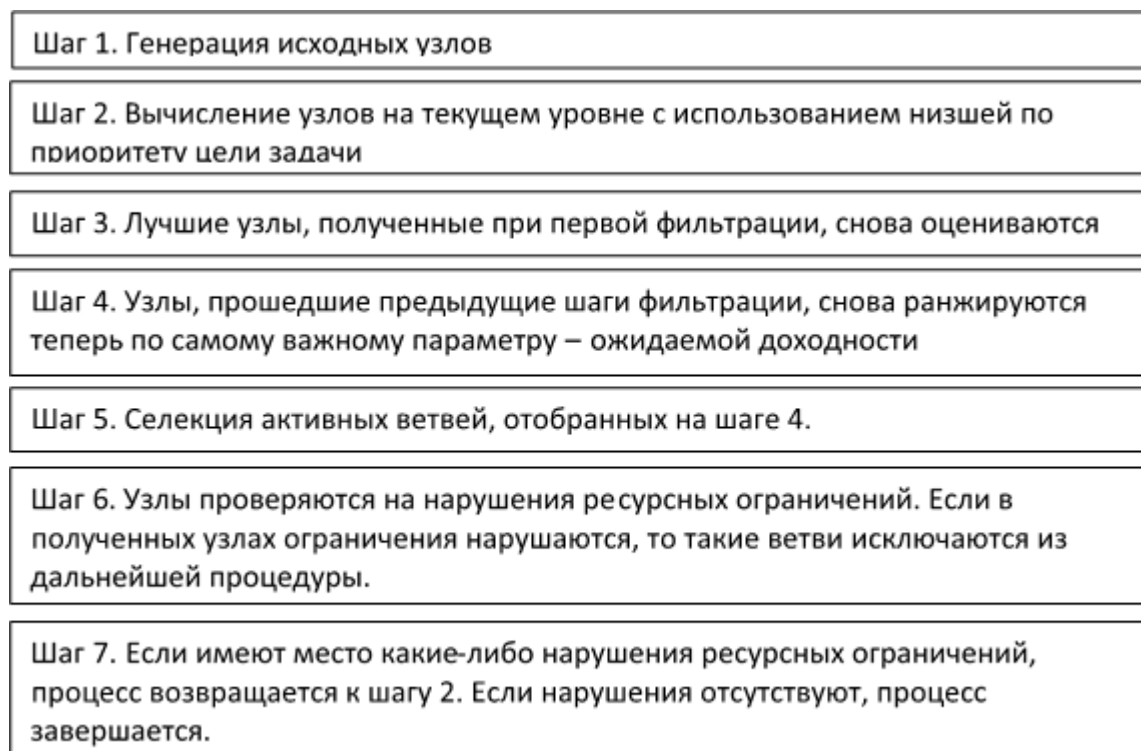 Шаг 1. Генерация исходных узлов
Шаг 2. Вычисление узлов на текущем уровне с использованием низшей по
приоритету цели задачи
Шаг 3. Лучшие узлы, полученные при первой фильтрации, снова оцениваются
Шаг 4. Узлы, прошедшие предыдущие шаги фильтрации, снова ранжируются
теперь по самому важному параметру – ожидаемой доходности
Шаг 5. Селекция активных ветвей, отобранных на шаге 4.
Шаг 6. Узлы проверяются на нарушения ресурсных ограничений. Если в
полученных узлах ограничения нарушаются, то такие ветви исключаются из
дальнейшей процедуры.
Шаг 7. Если имеют место какие-либо нарушения ресурсных ограничений,
процесс возвращается к шагу 2. Если нарушения отсутствуют, процесс
завершается.